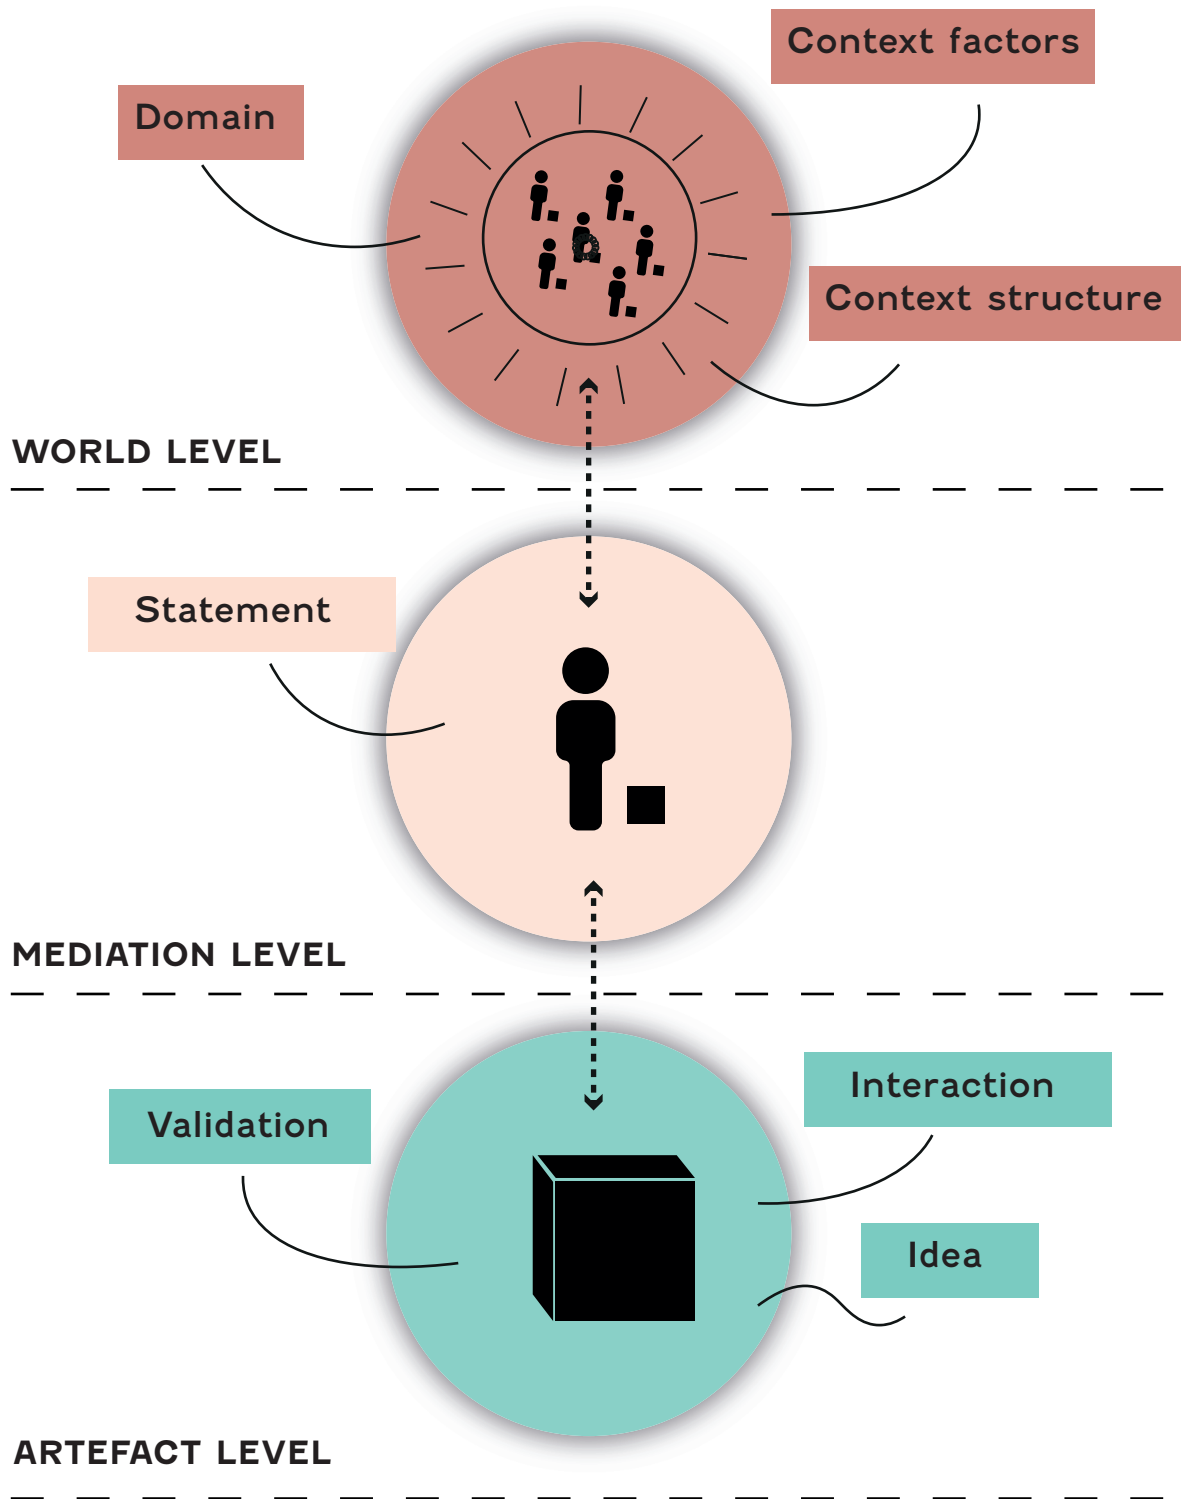 Context factors
Domain
Context structure
WORLD LEVEL
Statement
MEDIATION LEVEL
Interaction
Validation
Idea
ARTEFACT LEVEL